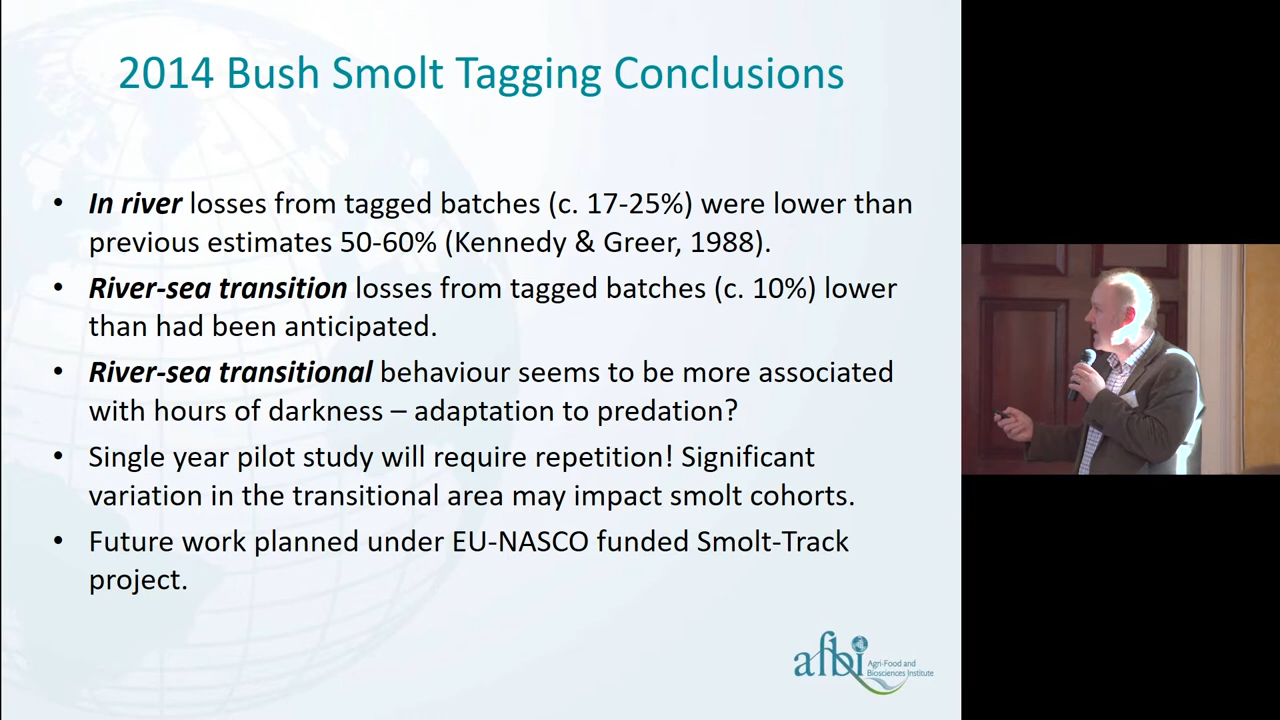 2014 Bush Smolt Tagging Conclusions
• In river losses from tagged batches (c. 17-25%) were lower than
previous estimates 50-60% (Kennedy & Greer, 1988).
• River-sea transition losses from tagged batches (c. 10%) lower
than had been anticipated.
• River-sea transitional behaviour seems to be more associated
with hours of darkness – adaptation to predation?
• Single year pilot study will require repetition! Significant
variation in the transitional area may impact smolt cohorts.
• Future work planned under EU-NASCO funded Smolt-Track
project.
afbi
Agri-Food and
Biosciences Institute